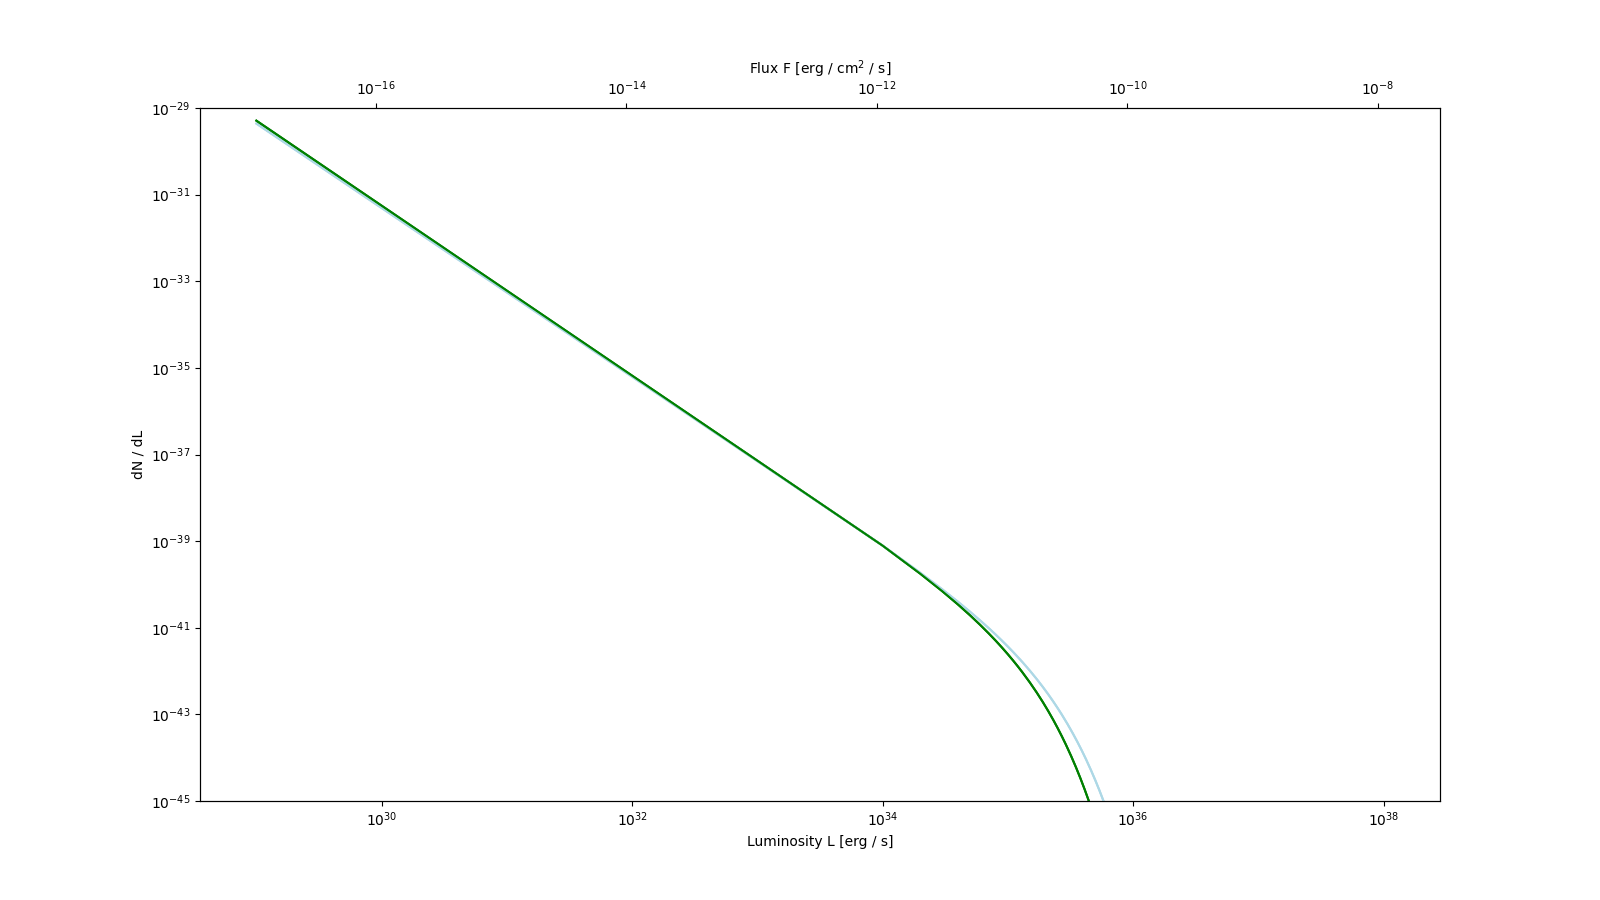 Flux F [erg / cm² / s]
10⁻¹⁶ 10⁻¹⁴ 10⁻¹² 10⁻¹⁰ 10⁻⁸
10⁻²⁹
10⁻³¹
10⁻³³
10⁻³⁵
10⁻³⁷
10⁻³⁹
10⁻⁴¹
10⁻⁴³
10⁻⁴⁵
dN / dL
10³⁰ 10³² 10³⁴ 10³⁶ 10³⁸
Luminosity L [erg / s]